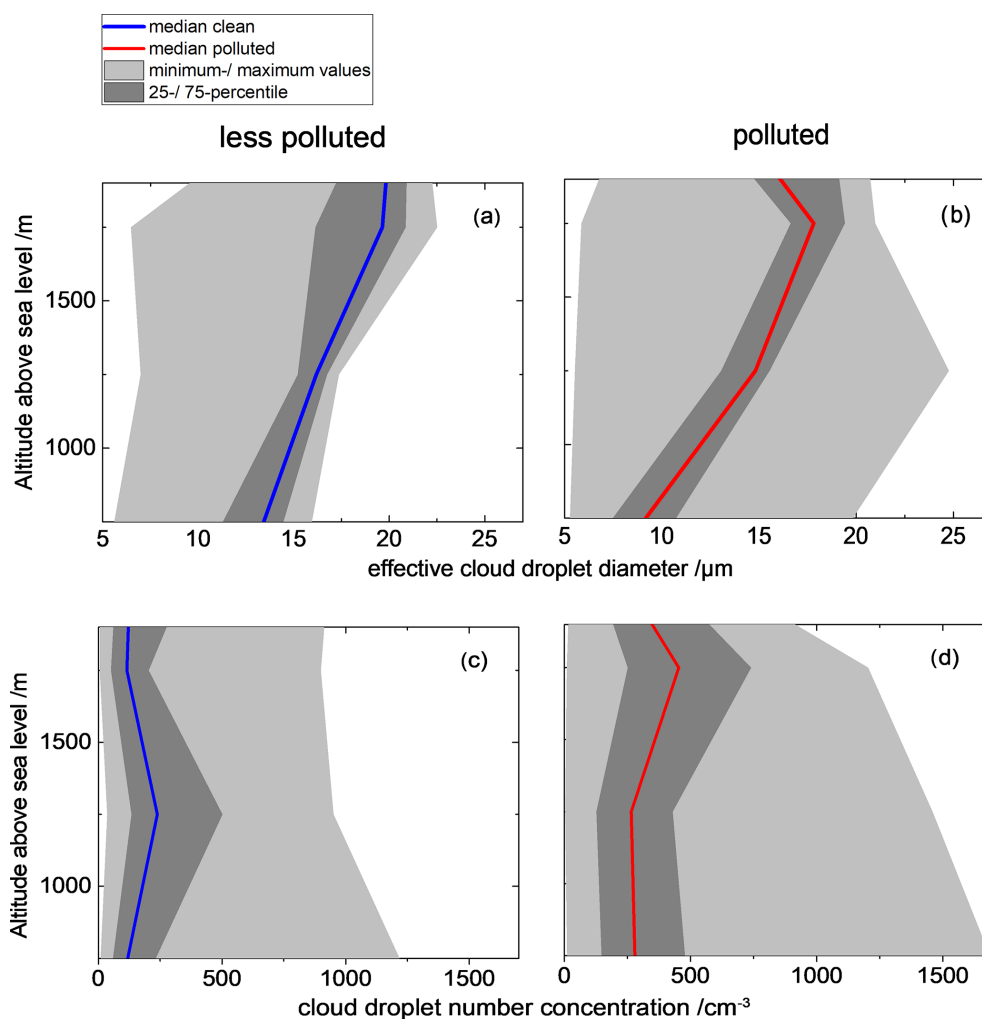 median clean
median polluted
minimum-/ maximum values
25-/ 75-percentile
less polluted
polluted
(a)
(b)
Altitude above sea level /m
1500
1000
5
10
15
20
25
5
10
15
20
25
effective cloud droplet diameter /µm
(c)
(d)
Altitude above sea level /m
1500
1000
0
500
1000
1500
0
500
1000
1500
cloud droplet number concentration /cm⁻³